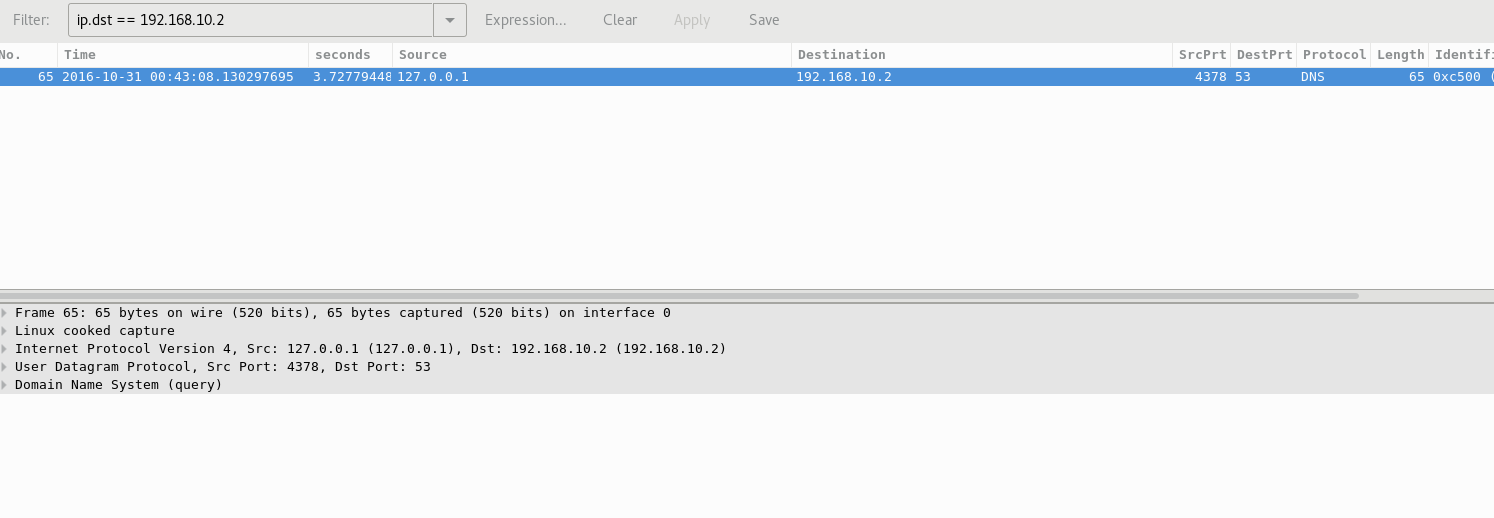 Filter: ip.dst == 192.168.10.2 Expression... Clear Apply Save
No. Time seconds Source Destination SrcPrt DestPrt Protocol Length Identifi
65 2016-10-31 00:43:08.130297695 3.72779448 127.0.0.1 192.168.10.2 4378 53 DNS 65 0xc500 (
Frame 65: 65 bytes on wire (520 bits), 65 bytes captured (520 bits) on interface 0
Linux cooked capture
Internet Protocol Version 4, Src: 127.0.0.1 (127.0.0.1), Dst: 192.168.10.2 (192.168.10.2)
User Datagram Protocol, Src Port: 4378, Dst Port: 53
Domain Name System (query)